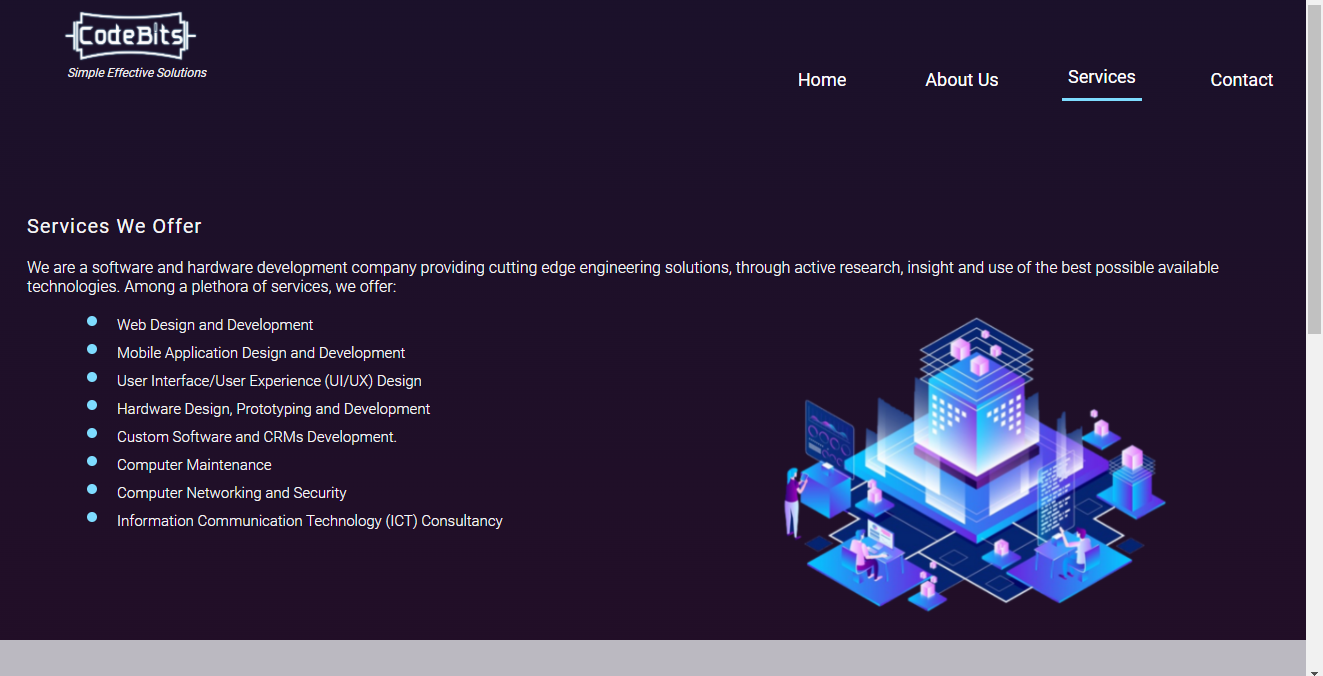 CodeBits
Simple Effective Solutions
Home
About Us
Services
Contact
Services We Offer
We are a software and hardware development company providing cutting edge engineering solutions, through active research, insight and use of the best possible available
technologies. Among a plethora of services, we offer:
Web Design and Development
Mobile Application Design and Development
User Interface/User Experience (UI/UX) Design
Hardware Design, Prototyping and Development
Custom Software and CRMs Development.
Computer Maintenance
Computer Networking and Security
Information Communication Technology (ICT) Consultancy